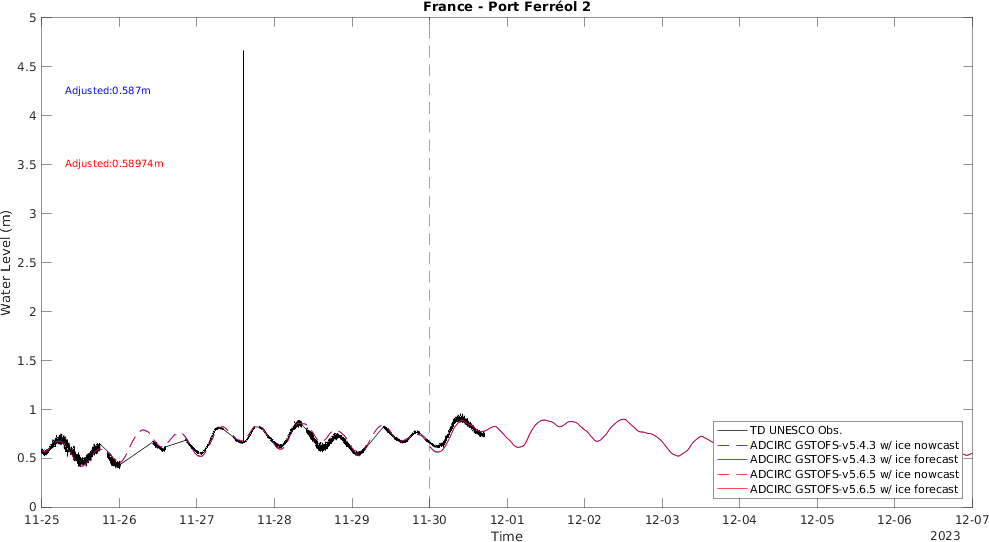 France - Port Ferréol 2
5
4.5
4
3.5
3
2.5
2
1.5
1
0.5
0
Water Level (m)
Adjusted:0.587m
Adjusted:0.58974m
TD UNESCO Obs.
ADCIRC GSTOFS-v5.4.3 w/ ice nowcast
ADCIRC GSTOFS-v5.4.3 w/ ice forecast
ADCIRC GSTOFS-v5.6.5 w/ ice nowcast
ADCIRC GSTOFS-v5.6.5 w/ ice forecast
11-25 11-26 11-27 11-28 11-29 11-30 12-01 12-02 12-03 12-04 12-05 12-06 12-07
Time
2023